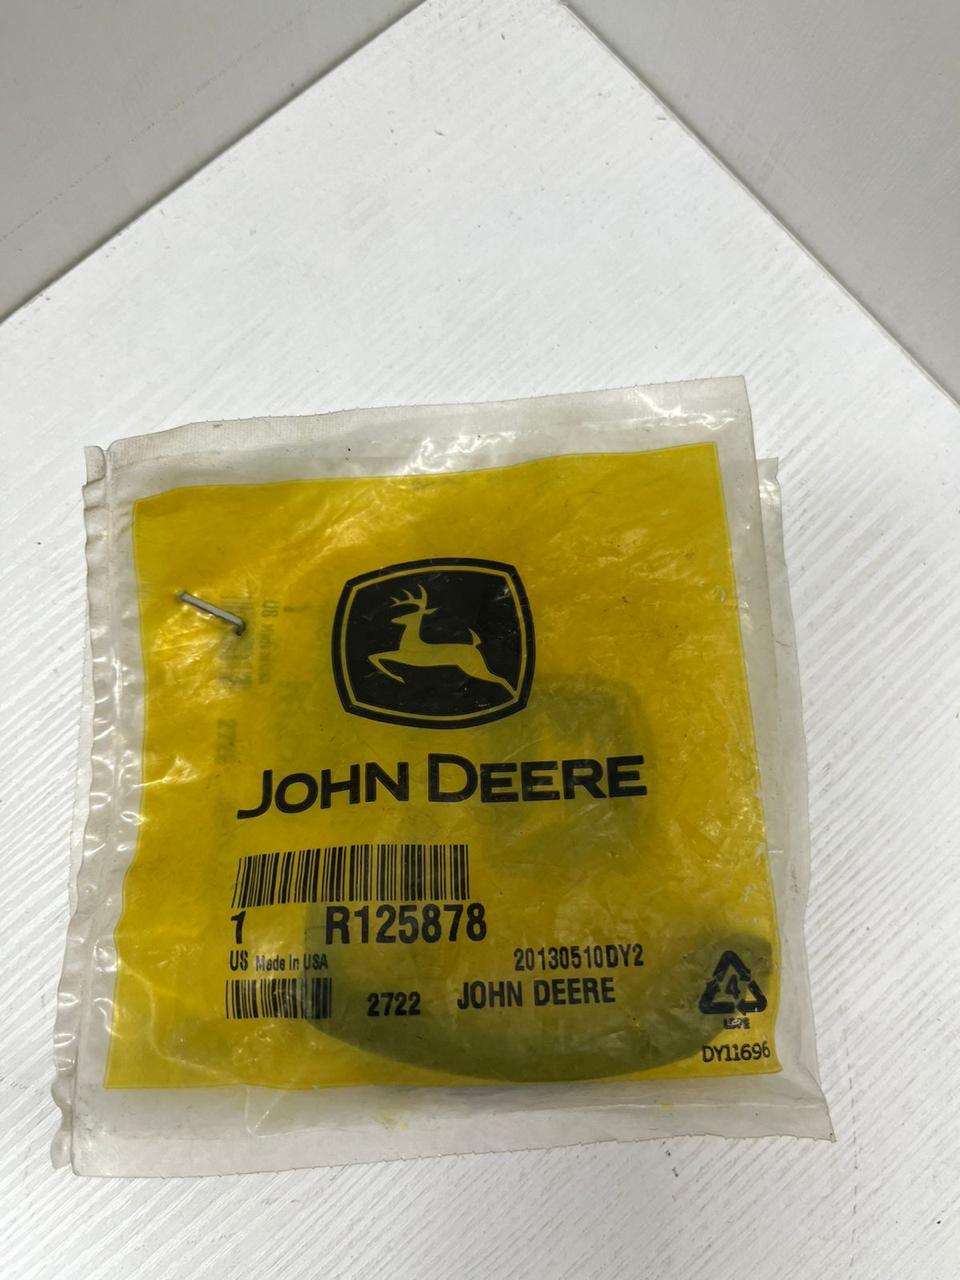 JOHN DEERE
1 R125878
US Made In USA 20130510DY2
2722 JOHN DEERE
4
LDPE
DY11696